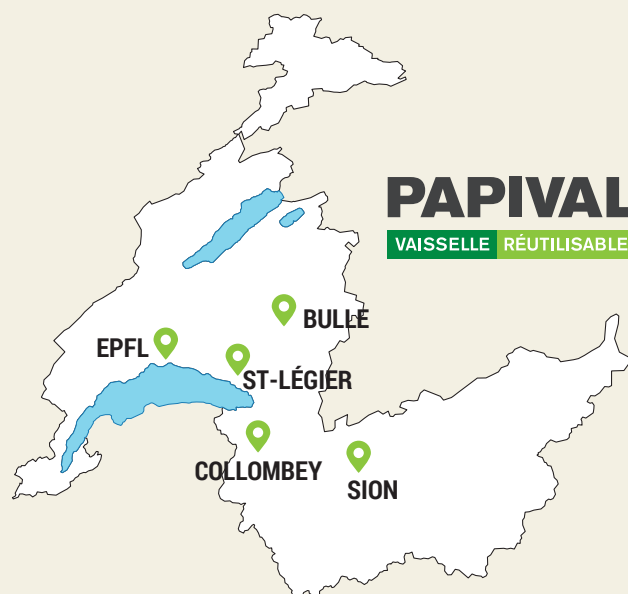 PAPIVAL
VAISSELLE RÉUTILISABLE
BULLE
EPFL
ST-LÉGIER
COLLOMBEY
SION